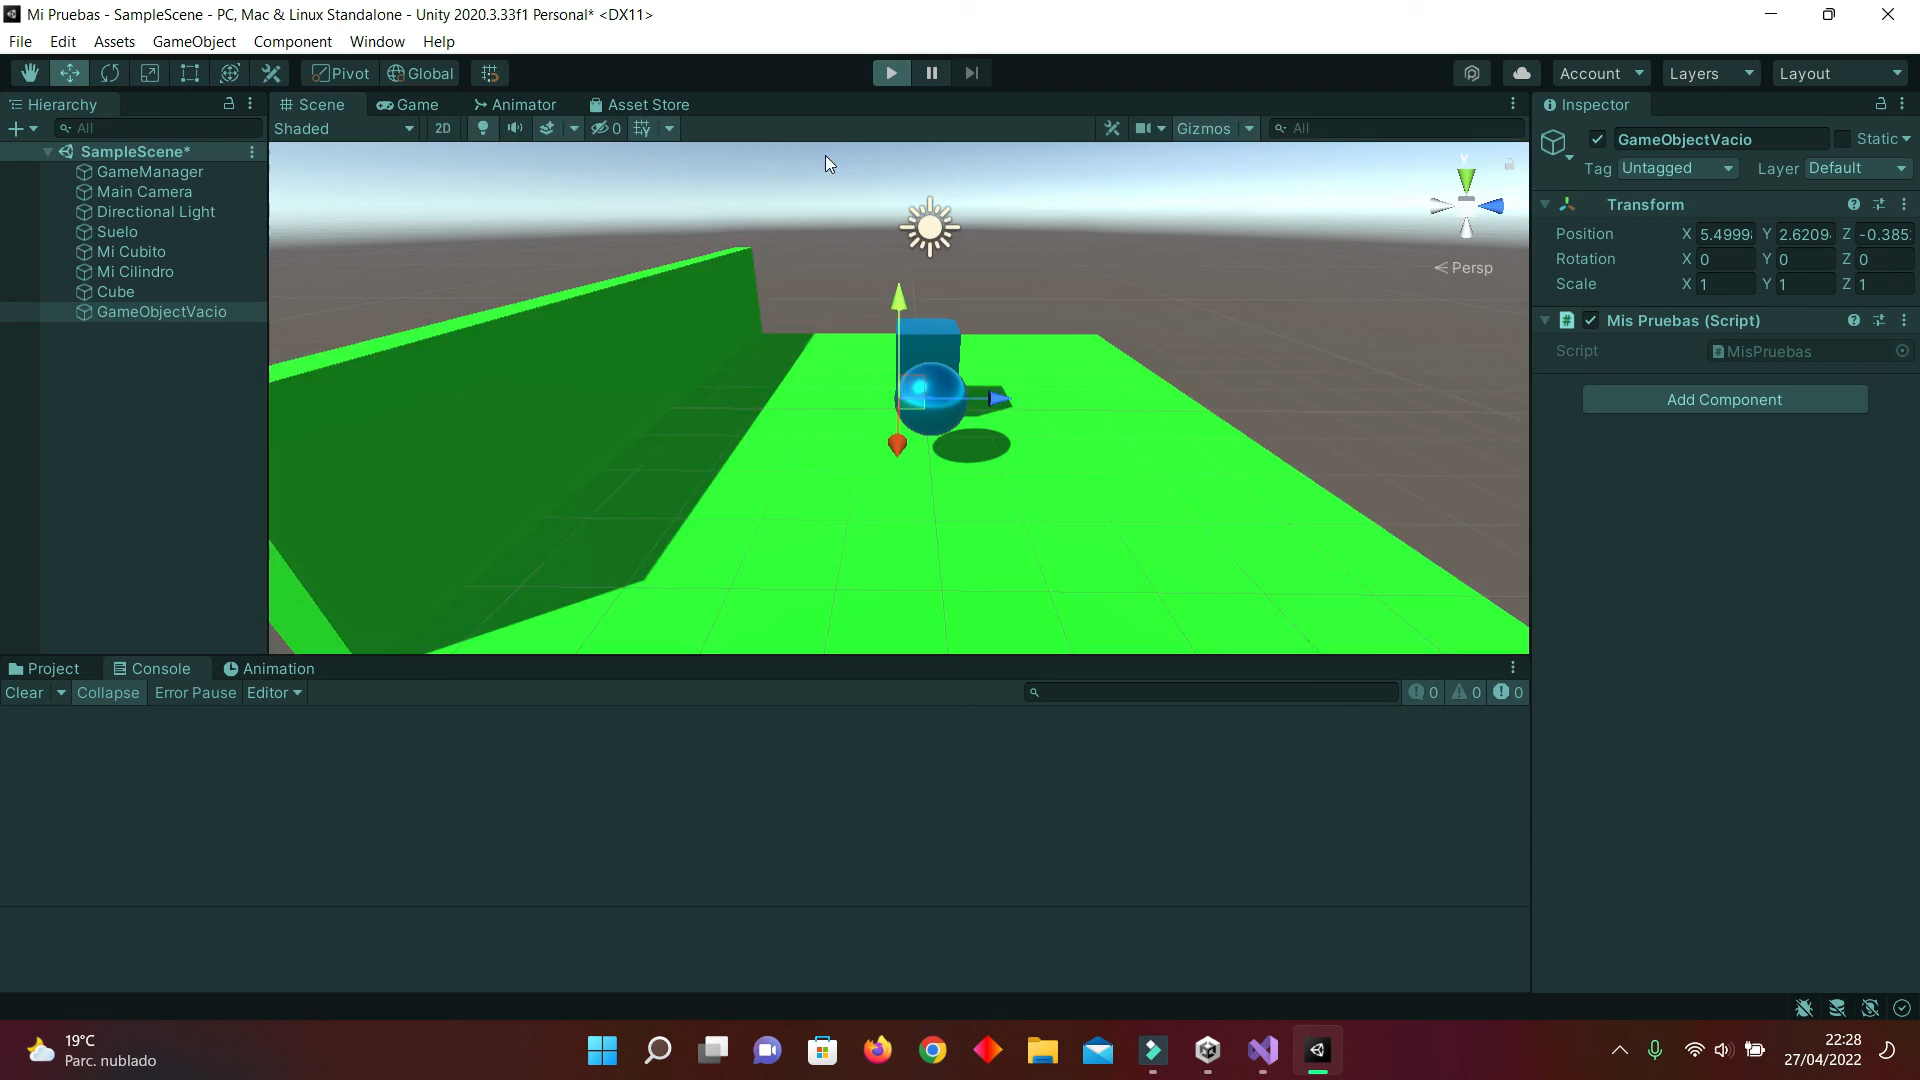 Mi Pruebas - SampleScene - PC, Mac & Linux Standalone - Unity 2020.3.33f1 Personal* <DX11>
File Edit Assets GameObject Component Window Help
Pivot Global Account Layers Layout
Hierarchy Scene Game Animator Asset Store Inspector
All Shaded 2D 0 Gizmos All
GameObjectVacio Static
Tag Untagged Layer Default
SampleScene*
GameManager
Main Camera
Directional Light
Suelo
Mi Cubito
Mi Cilindro
Cube
GameObjectVacio
Y
Persp
Transform
Position X 5.4999 Y 2.6209 Z -0.385
Rotation X 0 Y 0 Z 0
Scale X 1 Y 1 Z 1
Mis Pruebas (Script)
Script MisPruebas
Add Component
Project Console Animation
Clear Collapse Error Pause Editor 0 0 0
19°C
Parc. nublado
22:28
27/04/2022